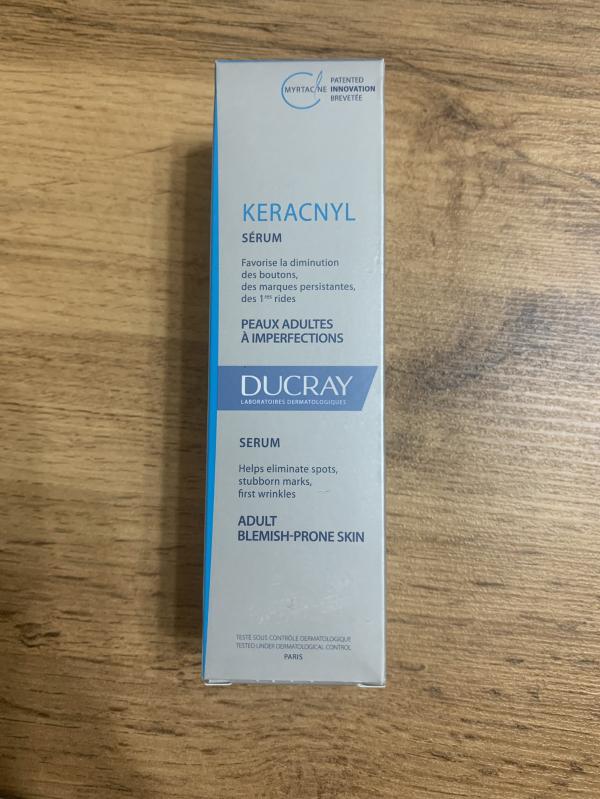 MYRTACINE
PATENTED
INNOVATION
BREVETÉE
KERACNYL
SÉRUM
Favorise la diminution
des boutons,
des marques persistantes,
des 1res rides
PEAUX ADULTES
À IMPERFECTIONS
DUCRAY
LABORATOIRES DERMATOLOGIQUES
SERUM
Helps eliminate spots,
stubborn marks,
first wrinkles
ADULT
BLEMISH-PRONE SKIN
TESTÉ SOUS CONTRÔLE DERMATOLOGIQUE
TESTED UNDER DERMATOLOGICAL CONTROL
PARIS